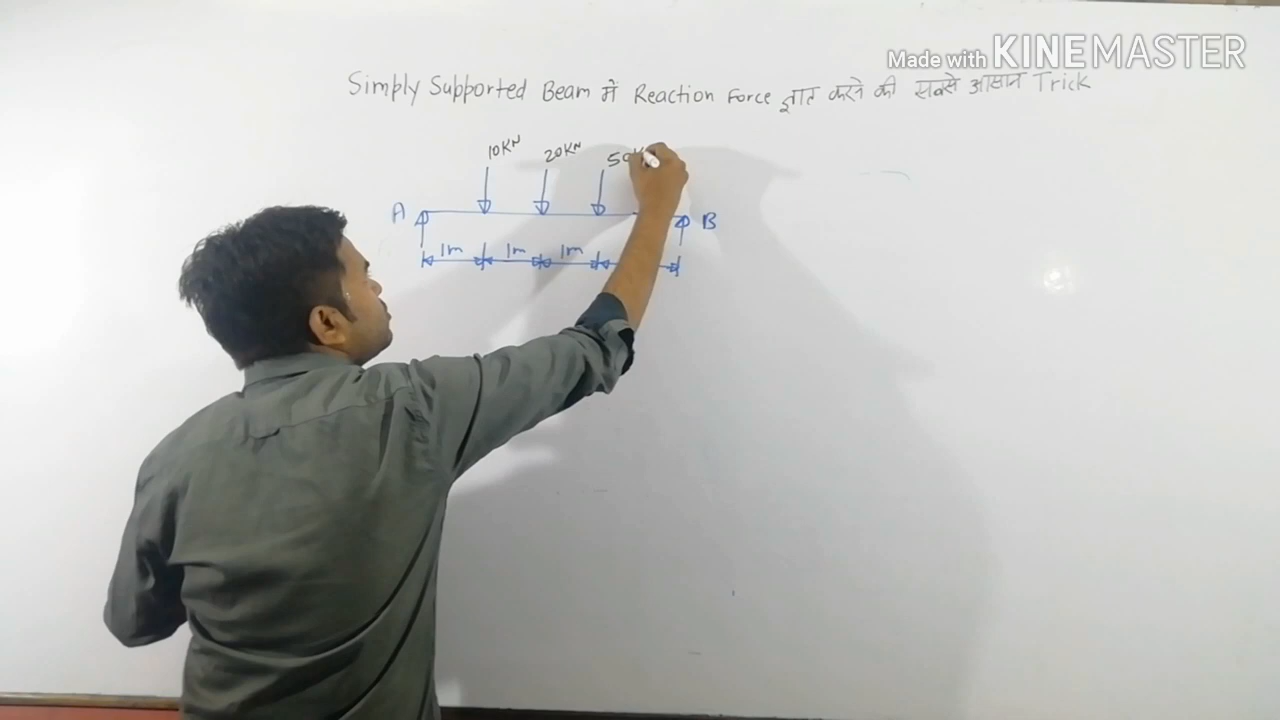 Made with KINEMASTER
Simply Supported Beam में Reaction Force ज्ञात करने की सबसे आसान Trick
10KN 20KN
A B
1m 1m 1m